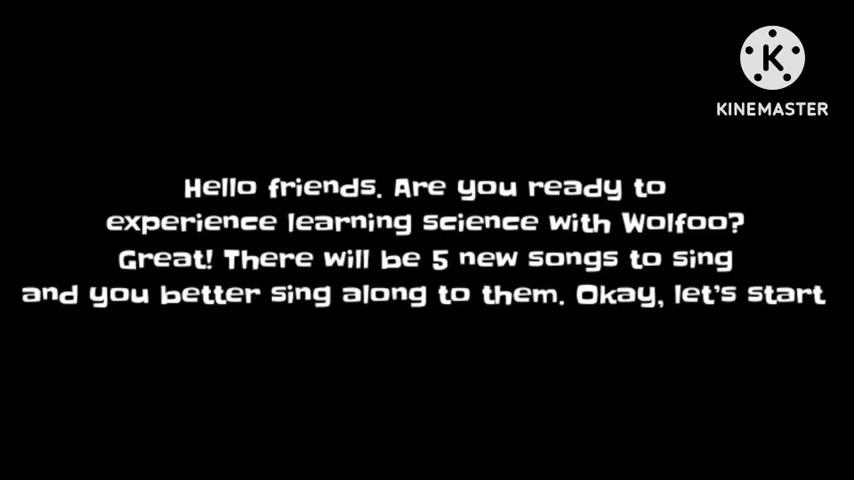 K
KINEMASTER
Hello friends. Are you ready to
experience learning science with Wolfoo?
Great! There will be 5 new songs to sing
and you better sing along to them. Okay, let's start